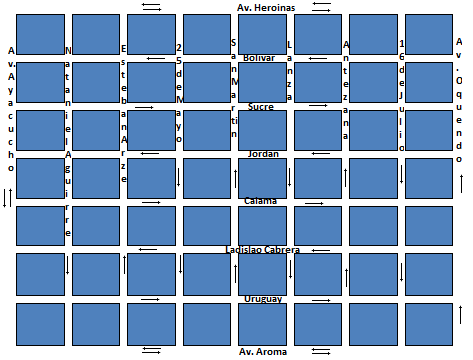 Av. Heroinas
Av. Ayacucho
Nataniel Aguirre
Esteban Arze
25 de Mayo
San Martin
Lanza
Antezana
16 de Julio
Av. Oquendo
Bolivar
Sucre
Jordan
Calama
Ladislao Cabrera
Uruguay
Av. Aroma